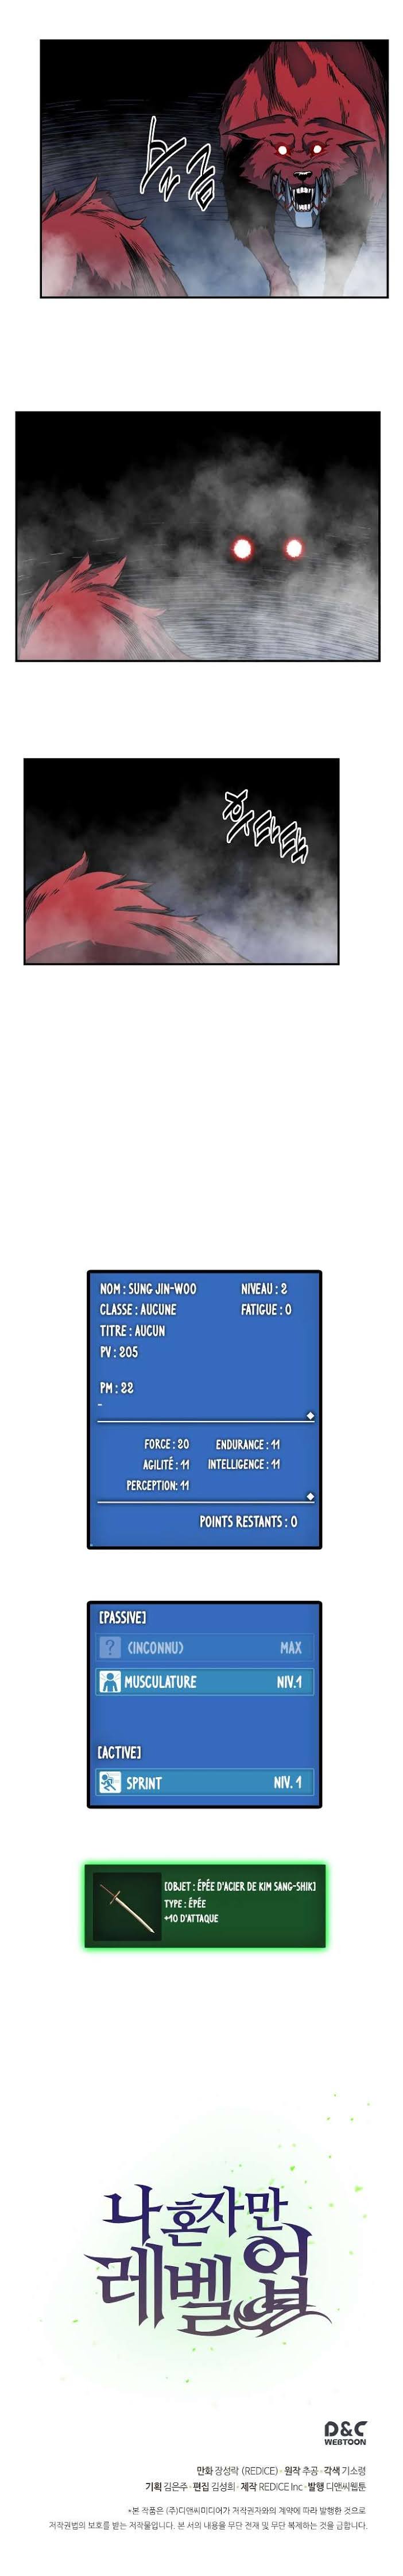 슈금
후다닥
NOM : SUNG JIN-WOO
NIVEAU : 2
CLASSE : AUCUNE
FATIGUE : 0
TITRE : AUCUN
PV : 205
PM : 22
FORCE : 20
ENDURANCE : 11
AGILITÉ : 11
INTELLIGENCE : 11
PERCEPTION: 11
POINTS RESTANTS : 0
[PASSIVE]
? (INCONNU) MAX
MUSCULATURE NIV.1
[ACTIVE]
SPRINT NIV. 1
[OBJET : ÉPÉE D'ACIER DE KIM SANG-SHIK]
TYPE : ÉPÉE
+10 D'ATTAQUE
나 혼자만
레벨업
D&C
WEBTOON
만화 장성락 (REDICE) · 원작 추공 · 각색 기소령
기획 김은주 · 편집 김성희 · 제작 REDICE Inc · 발행 디앤씨웹툰
*본 작품은 (주)디앤씨미디어가 저작권자와의 계약에 따라 발행한 것으로
저작권법의 보호를 받는 저작물입니다. 본 서의 내용을 무단 전재 및 무단 복제하는 것을 금합니다.